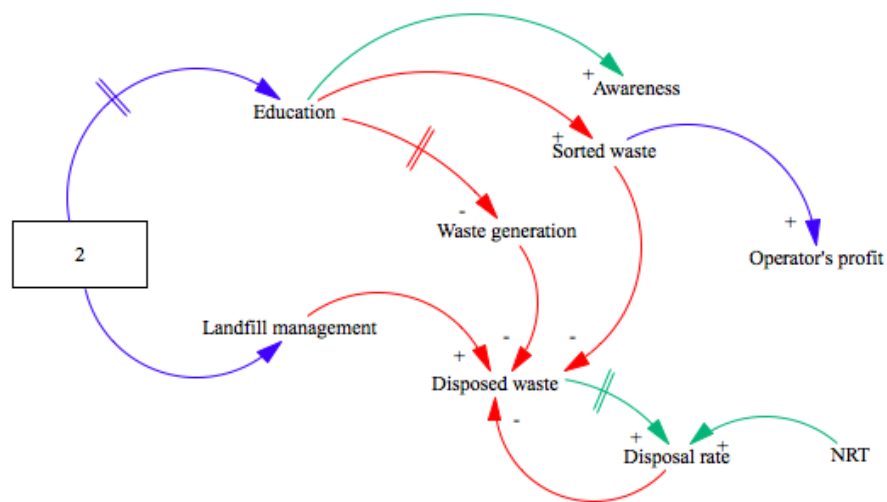 +
Awareness
Education
+
Sorted waste
-
Waste generation
+
Operator's profit
2
Landfill management
-
-
+
Disposed waste
-
+
+
Disposal rate
NRT